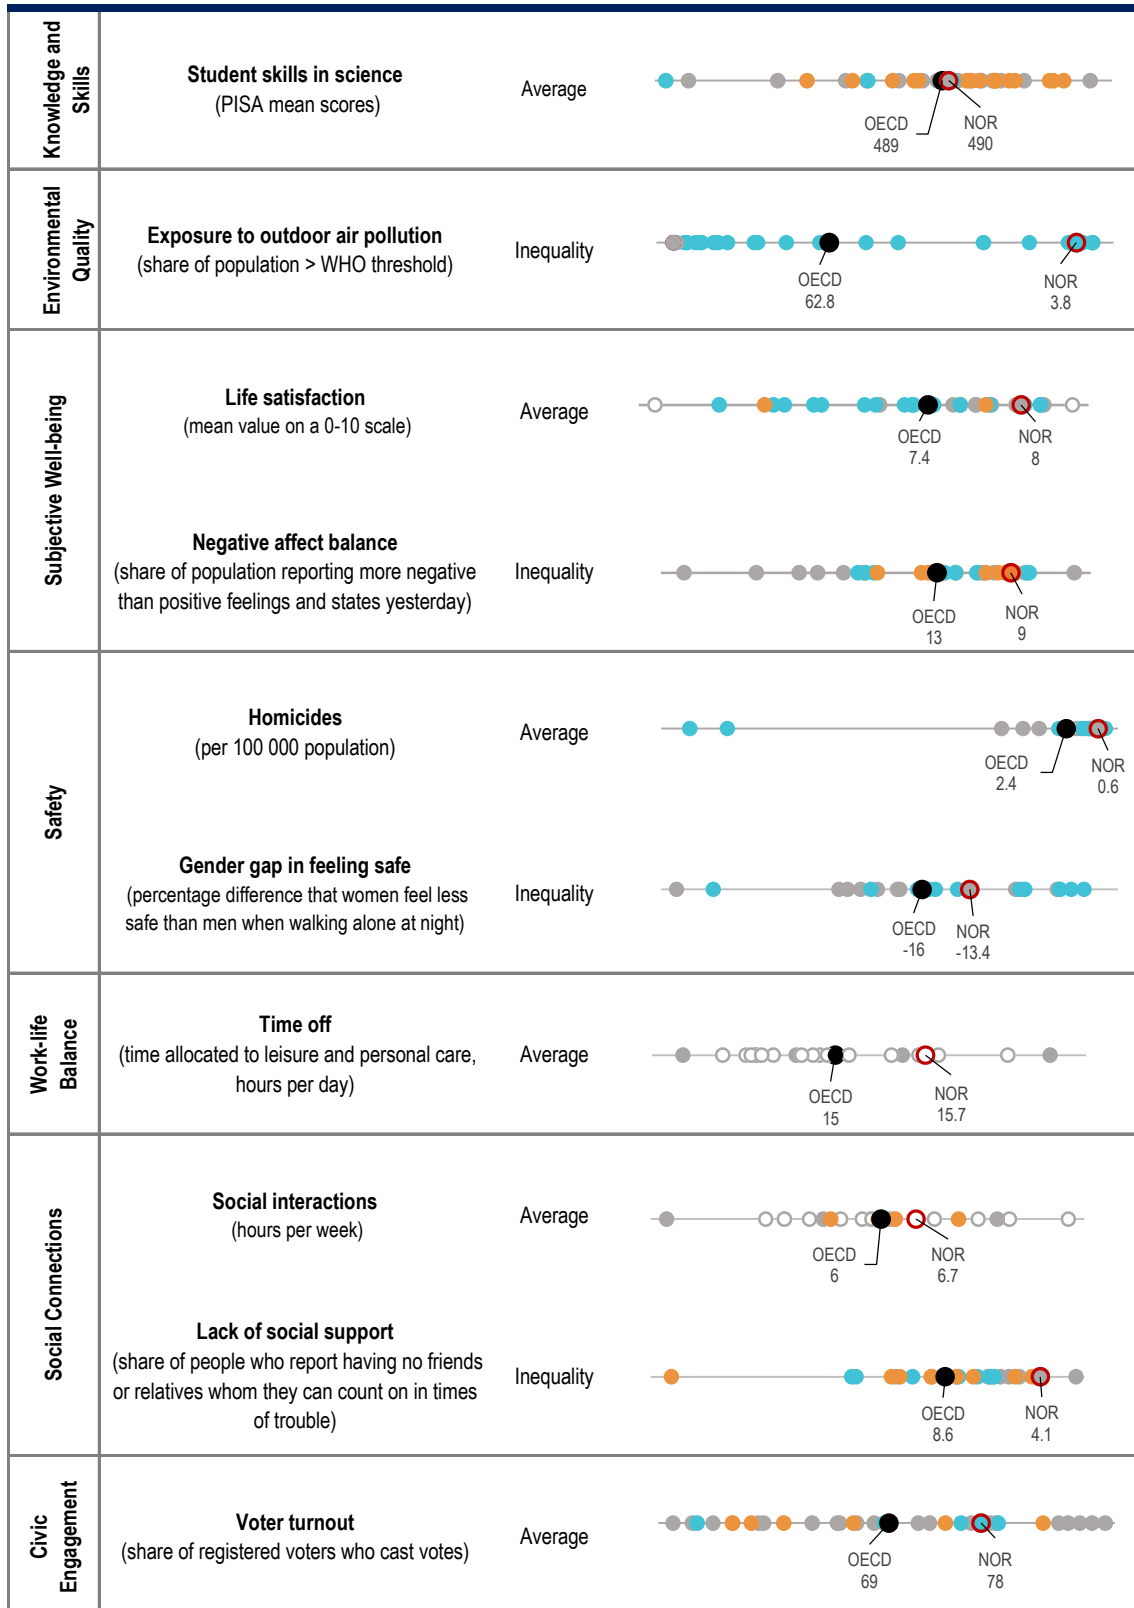 Knowledge and
Skills
Student skills in science
(PISA mean scores)
Average
OECD
489
NOR
490
Environmental
Quality
Exposure to outdoor air pollution
(share of population > WHO threshold)
Inequality
OECD
62.8
NOR
3.8
Subjective Well-being
Life satisfaction
(mean value on a 0-10 scale)
Average
OECD
7.4
NOR
8
Negative affect balance
(share of population reporting more negative
than positive feelings and states yesterday)
Inequality
OECD
13
NOR
9
Safety
Homicides
(per 100 000 population)
Average
OECD
2.4
NOR
0.6
Gender gap in feeling safe
(percentage difference that women feel less
safe than men when walking alone at night)
Inequality
OECD
-16
NOR
-13.4
Work-life
Balance
Time off
(time allocated to leisure and personal care,
hours per day)
Average
OECD
15
NOR
15.7
Social Connections
Social interactions
(hours per week)
Average
OECD
6
NOR
6.7
Lack of social support
(share of people who report having no friends
or relatives whom they can count on in times
of trouble)
Inequality
OECD
8.6
NOR
4.1
Civic
Engagement
Voter turnout
(share of registered voters who cast votes)
Average
OECD
69
NOR
78